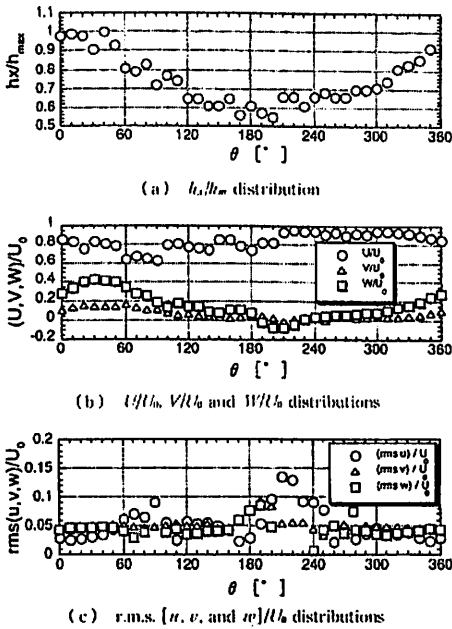 hx/h_max
1.1
1
0.9
0.8
0.7
0.6
0.5
0 60 120 180 240 300 360
θ [°]
(a) hx/hm distribution
(U,V,W)/U₀
1
0.8
0.6
0.4
0.2
0
-0.2
U/U₀
V/U₀
W/U₀
0 60 120 180 240 300 360
θ [°]
(b) U/U₀, V/U₀ and W/U₀ distributions
rms(u,v,w)/U₀
0.2
0.15
0.1
0.05
0
(rms u) / U₀
(rms v) / U₀
(rms w) / U₀
0 60 120 180 240 300 360
θ [°]
(c) r.m.s. [u, v, and w]/U₀ distributions